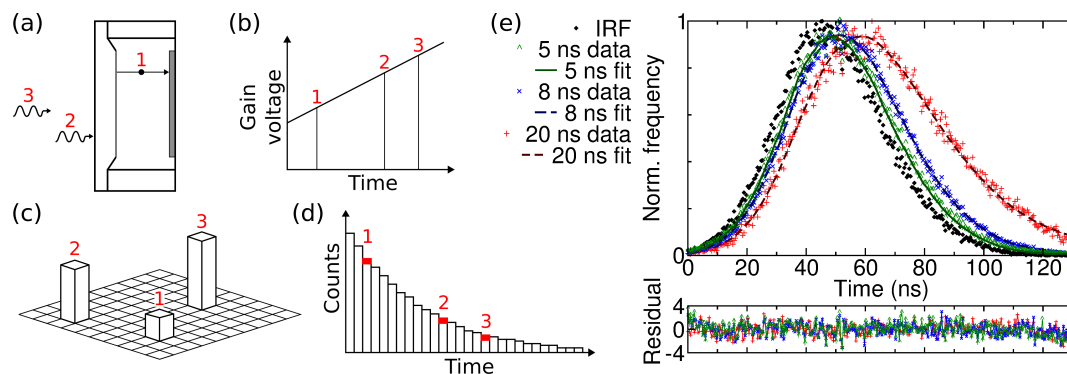 (a)
1
3
2
(b)
Gain
voltage
1
2
3
Time
(c)
2
3
1
(d)
Counts
1
2
3
Time
(e)
IRF
5 ns data
5 ns fit
8 ns data
8 ns fit
20 ns data
20 ns fit
Norm. frequency
1
0
0 20 40 60 80 100 120
Time (ns)
Residual
4
0
-4